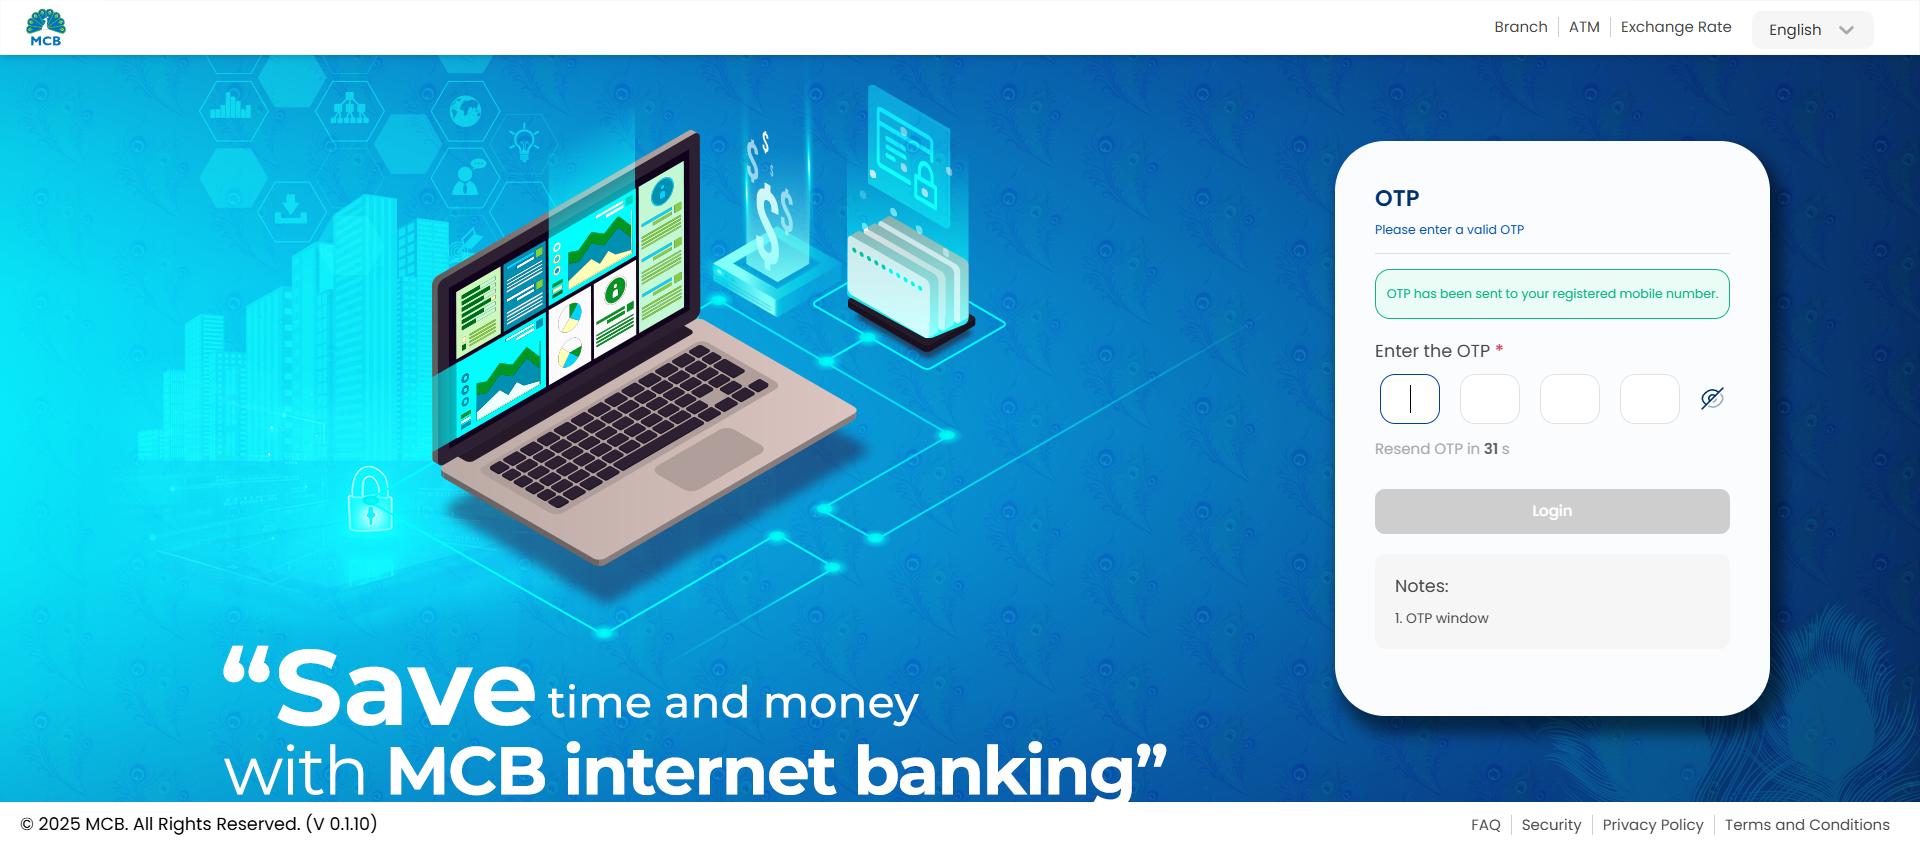 MCB
Branch
ATM
Exchange Rate
English
OTP
Please enter a valid OTP
OTP has been sent to your registered mobile number.
Enter the OTP *
Resend OTP in 31 s
Login
Notes:
1. OTP window
“Save time and money
with MCB internet banking”
© 2025 MCB. All Rights Reserved. (V 0.1.10)
FAQ
Security
Privacy Policy
Terms and Conditions